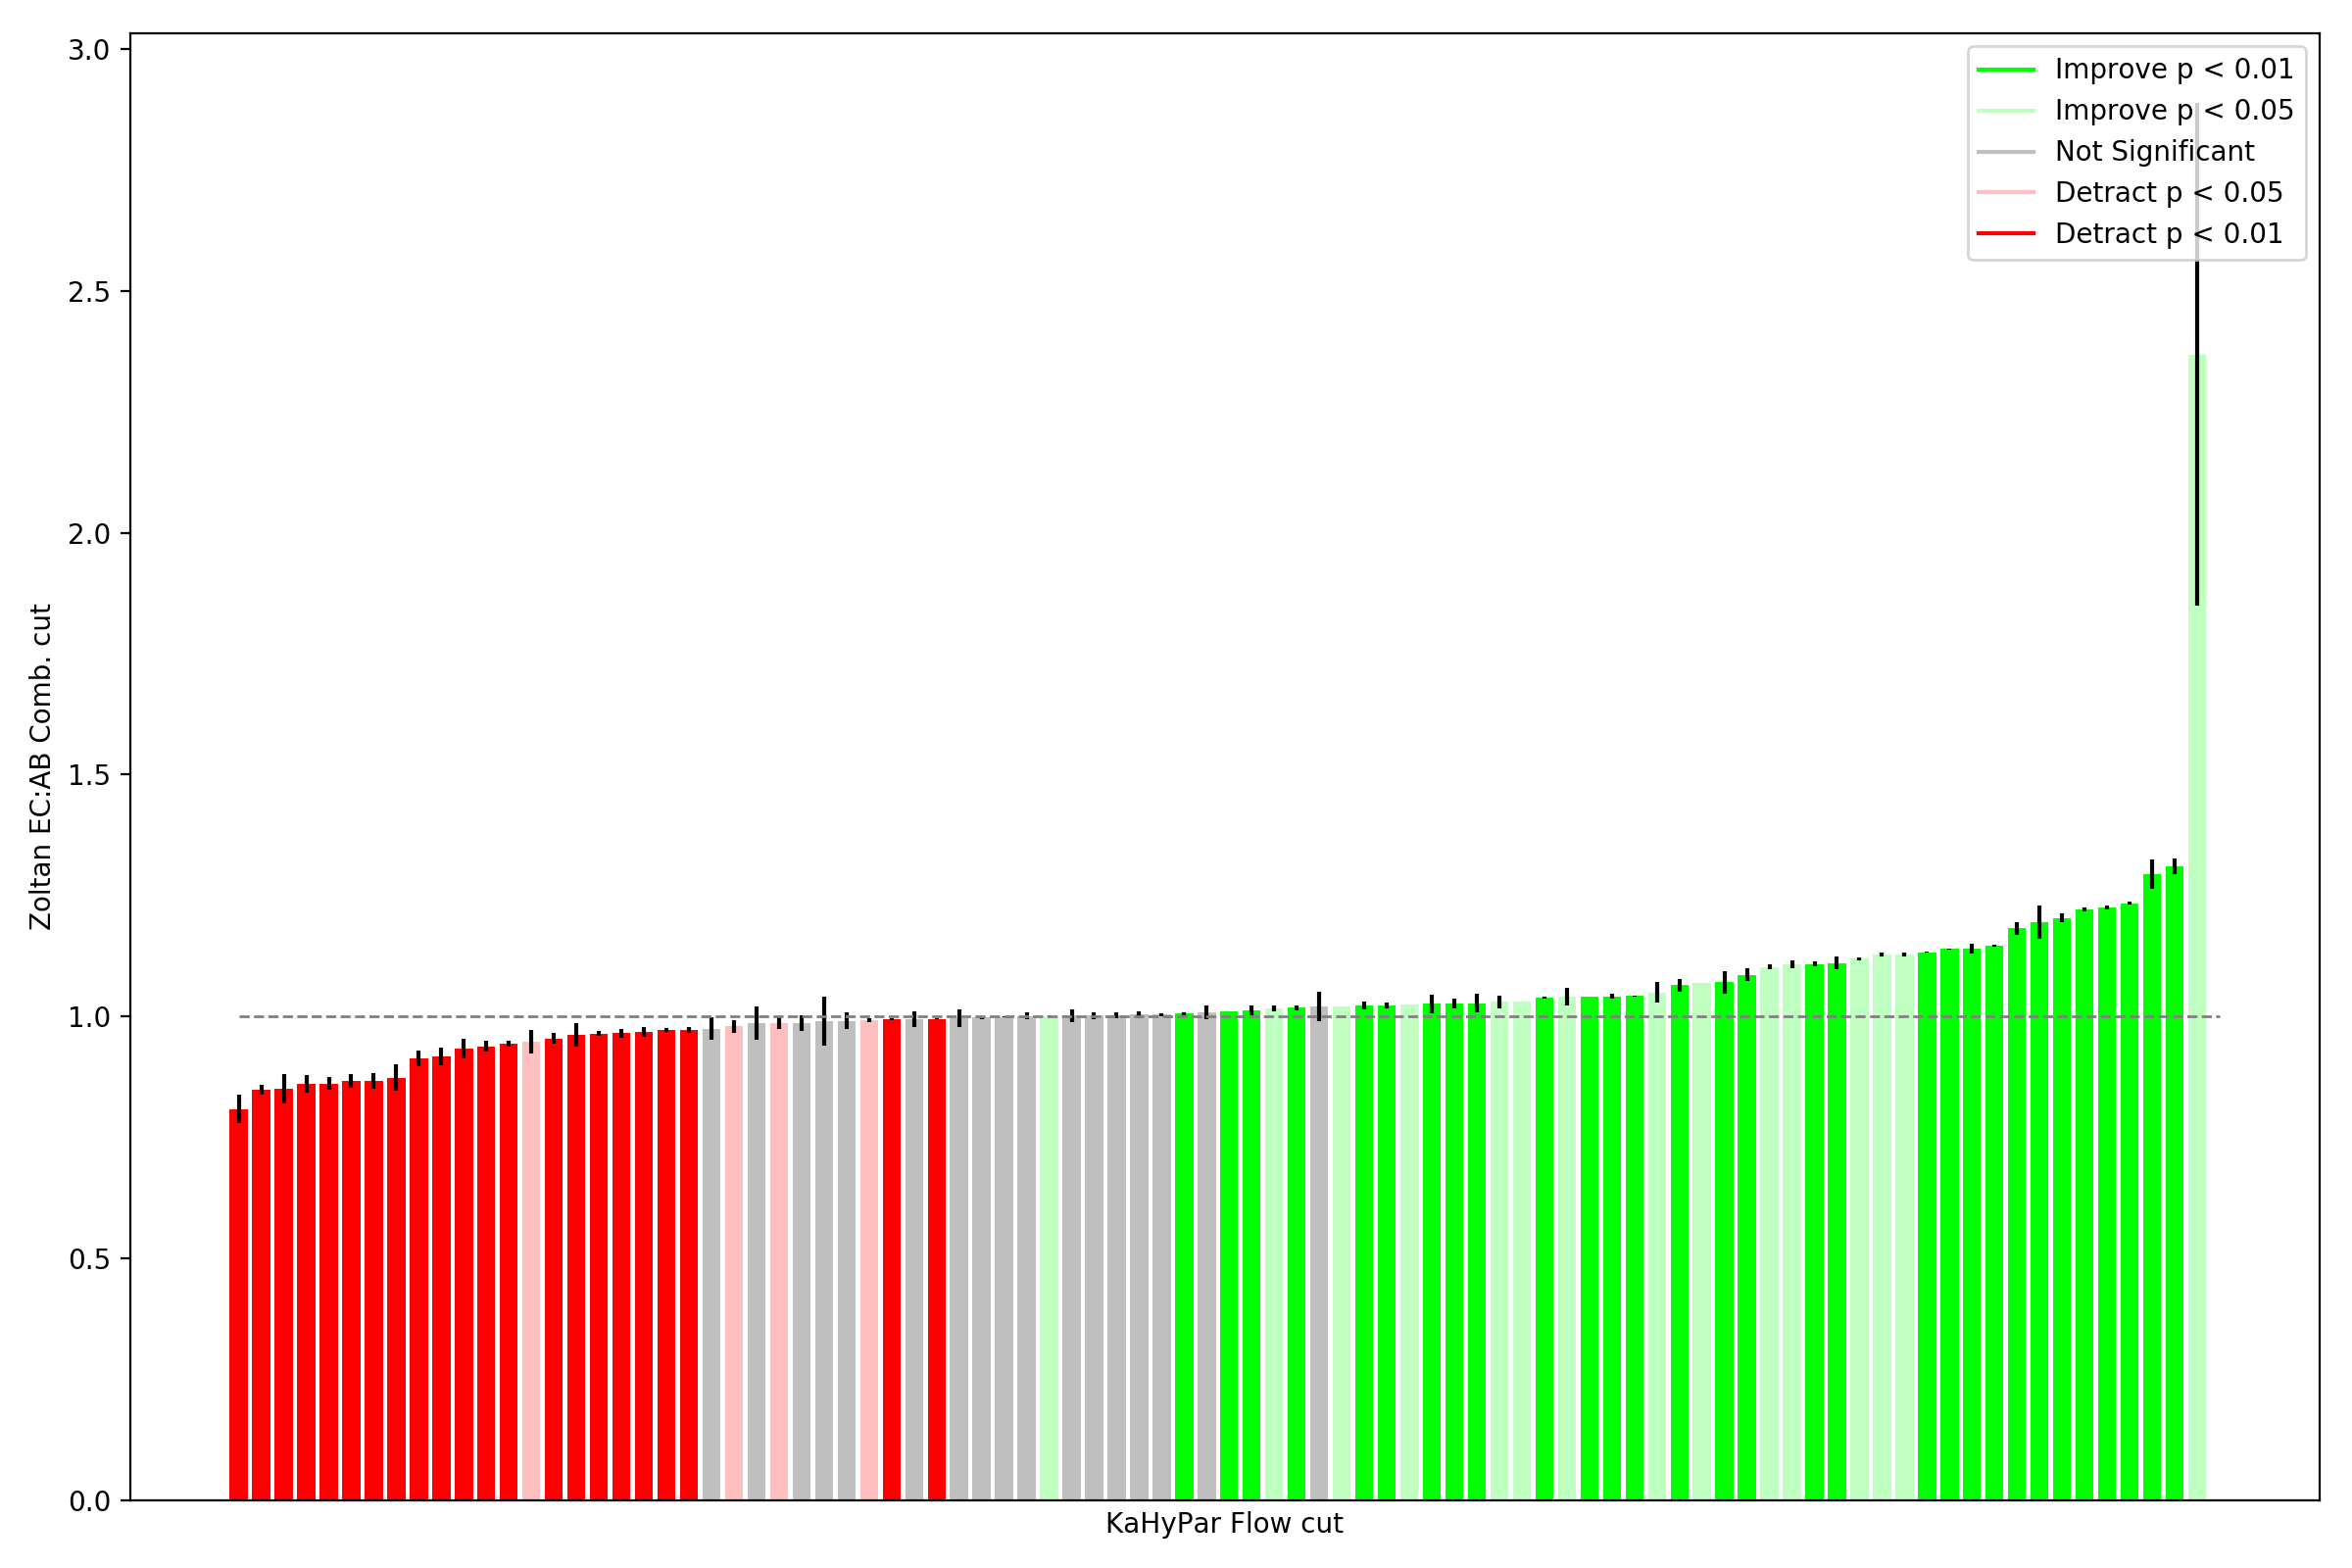 3.0
2.5
2.0
1.5
1.0
0.5
0.0
Zoltan EC:AB Comb. cut
KaHyPar Flow cut
Improve p < 0.01
Improve p < 0.05
Not Significant
Detract p < 0.05
Detract p < 0.01